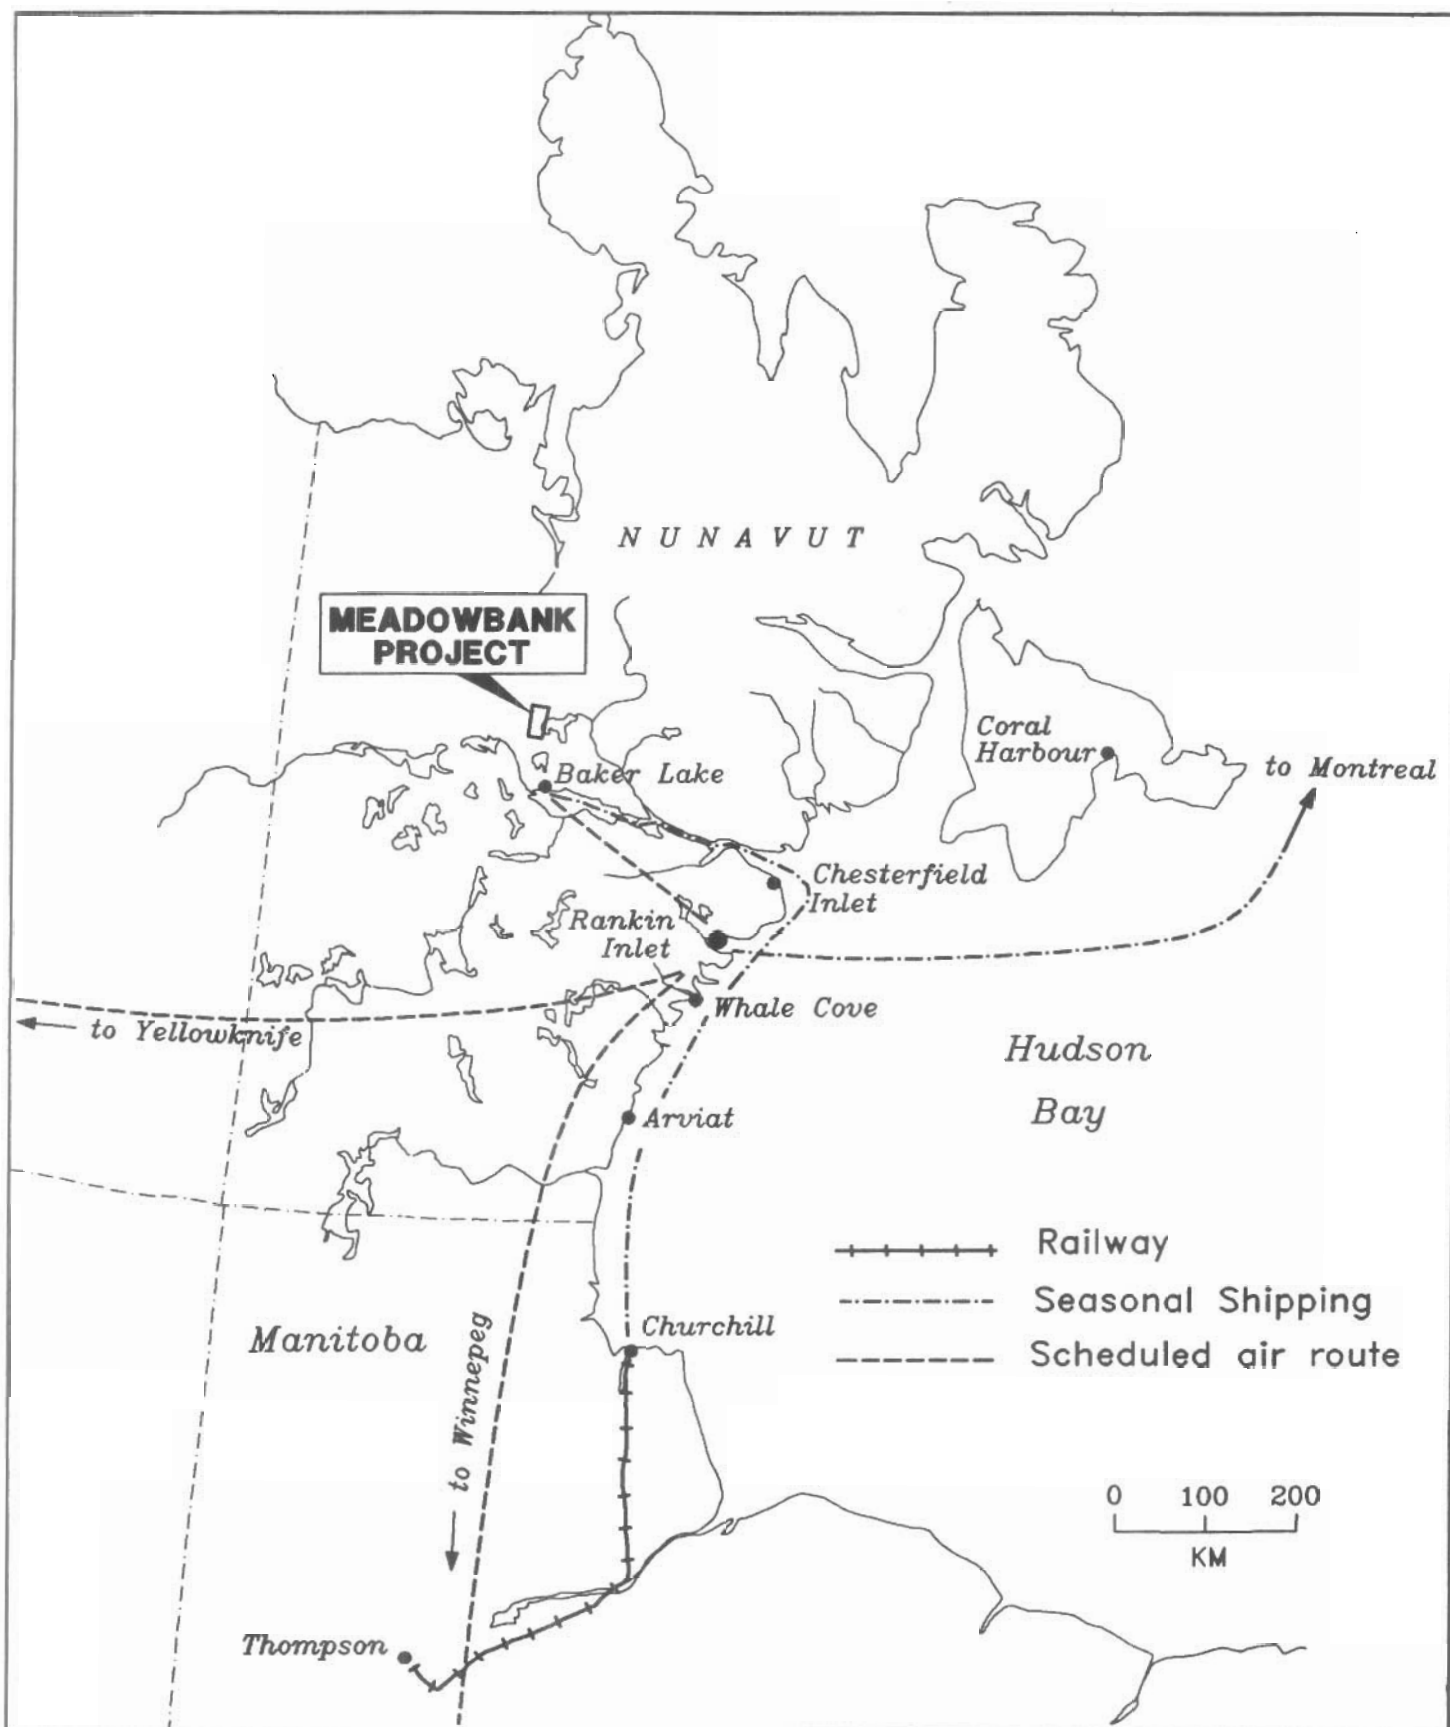 NUNAVUT
MEADOWBANK
PROJECT
Coral
Harbour
to Montreal
Baker Lake
Chesterfield
Inlet
Rankin
Inlet
Whale Cove
to Yellowknife
Hudson
Bay
Arviat
Railway
Seasonal Shipping
Scheduled air route
Churchill
Manitoba
to Winnepeg
0 100 200
KM
Thompson